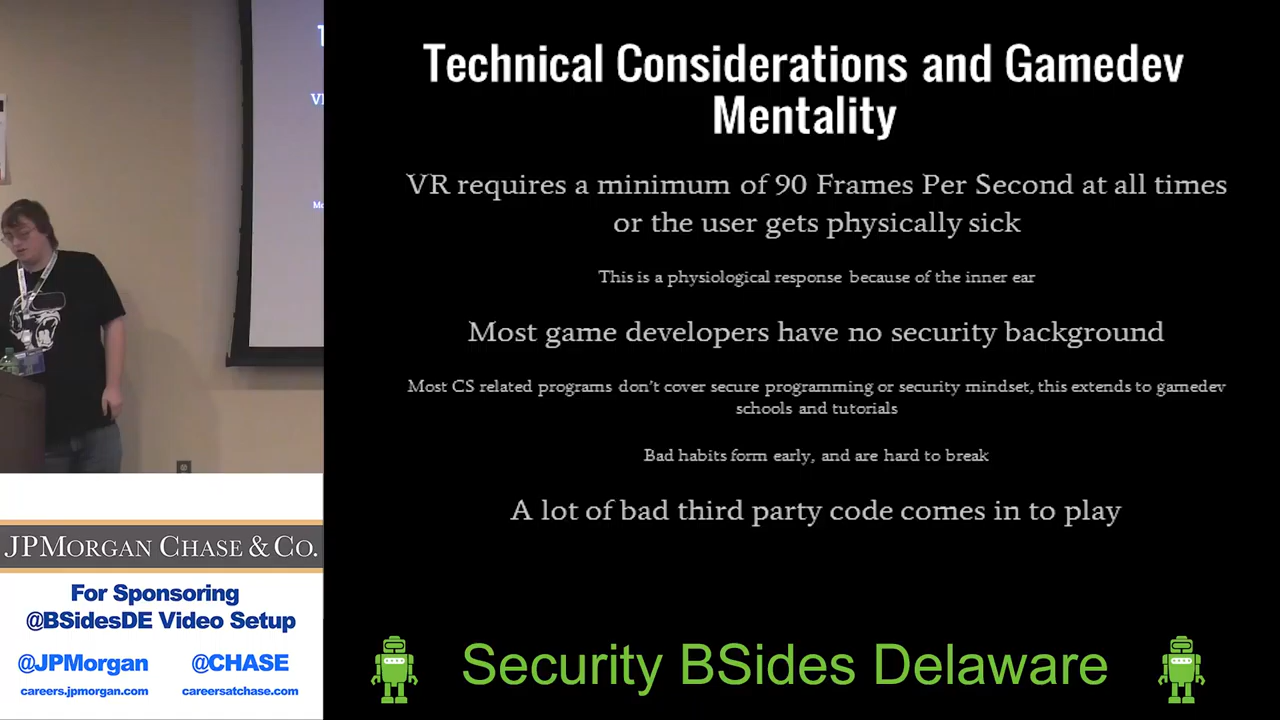 Technical Considerations and Gamedev
Mentality
VR requires a minimum of 90 Frames Per Second at all times
or the user gets physically sick
This is a physiological response because of the inner ear
Most game developers have no security background
Most CS related programs don't cover secure programming or security mindset, this extends to gamedev
schools and tutorials
Bad habits form early, and are hard to break
A lot of bad third party code comes in to play
JPMORGAN CHASE & CO.
For Sponsoring
@BSidesDE Video Setup
@JPMorgan @CHASE
careers.jpmorgan.com careersatchase.com
Security BSides Delaware